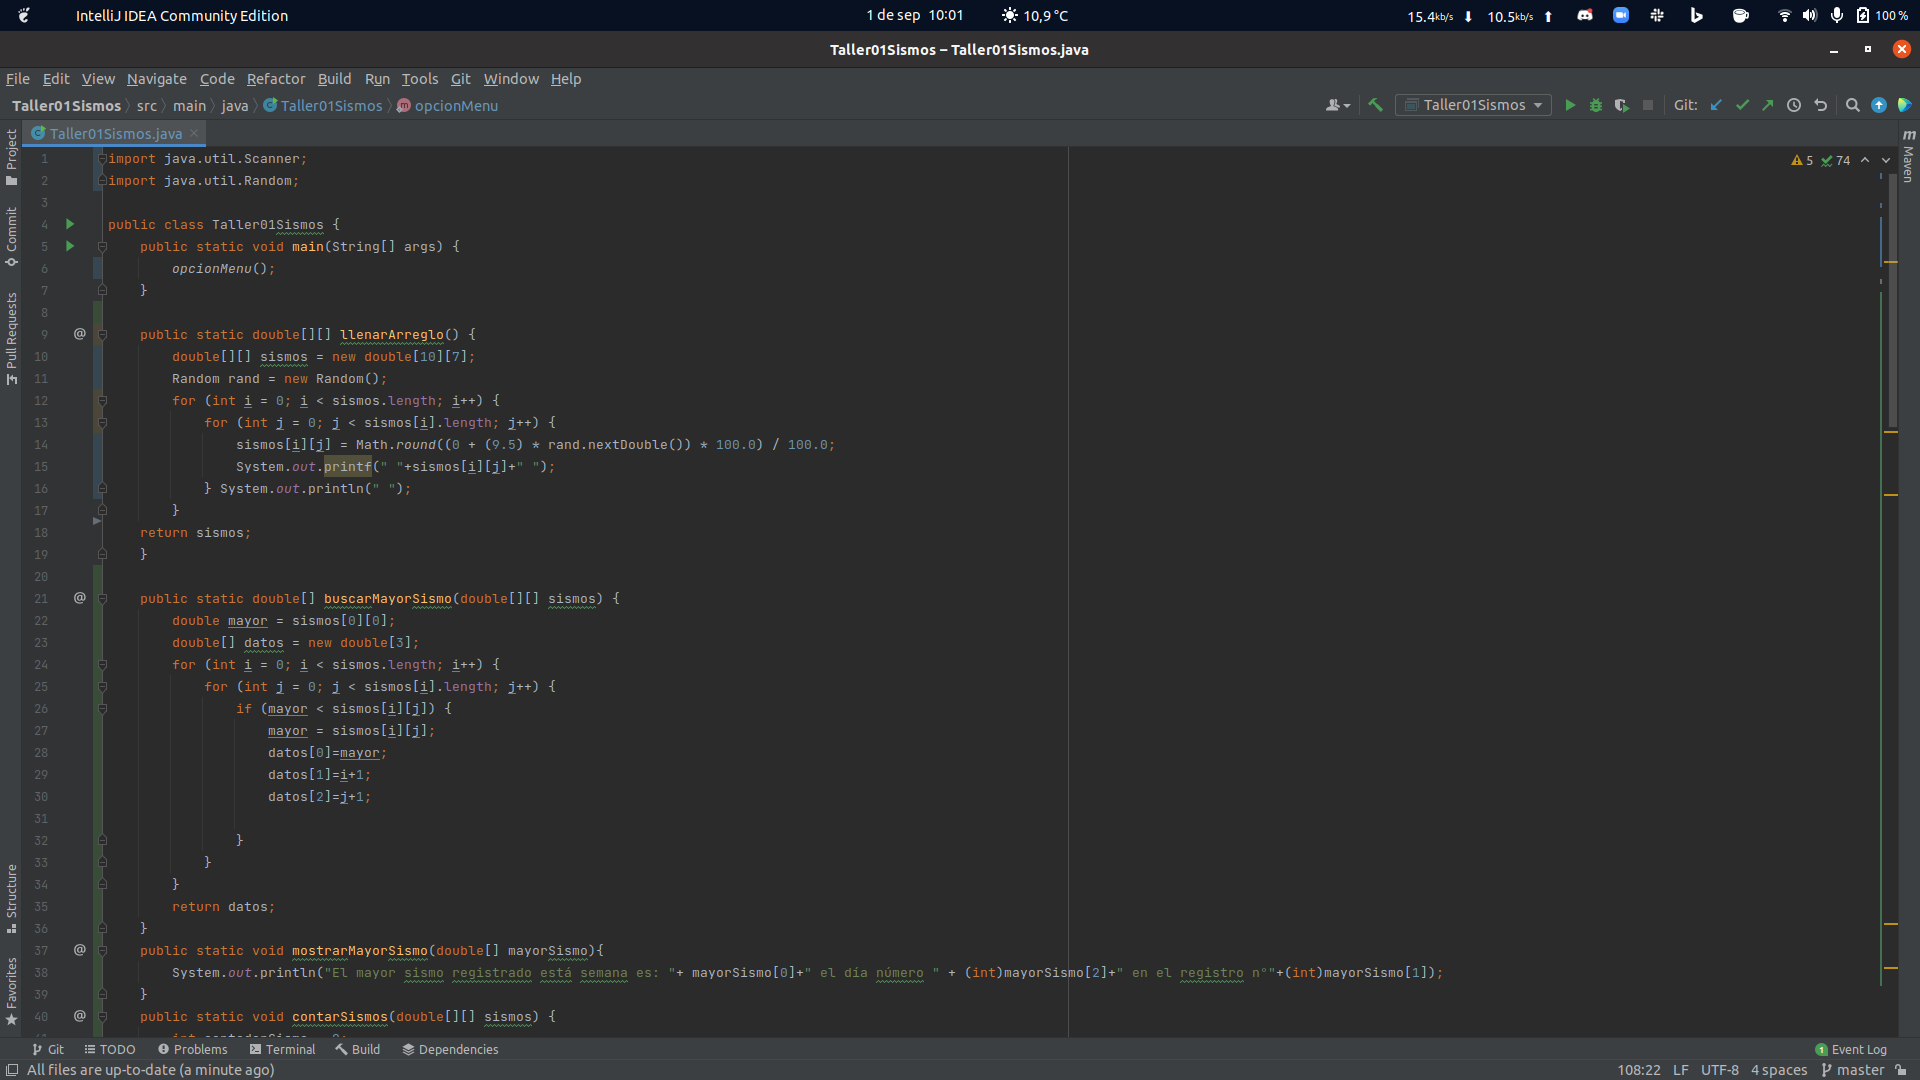 IntelliJ IDEA Community Edition
1 de sep 10:01
10,9 °C
15.4kb/s
10.5kb/s
100 %
Taller01Sismos – Taller01Sismos.java
File Edit View Navigate Code Refactor Build Run Tools Git Window Help
Taller01Sismos src main java Taller01Sismos opcionMenu
Taller01Sismos Git:
Taller01Sismos.java
Project
Commit
Pull Requests
Structure
Favorites
Maven
5 74
1 import java.util.Scanner;
2 import java.util.Random;
3
4 public class Taller01Sismos {
5 public static void main(String[] args) {
6 opcionMenu();
7 }
8
9 @ public static double[][] llenarArreglo() {
10 double[][] sismos = new double[10][7];
11 Random rand = new Random();
12 for (int i = 0; i < sismos.length; i++) {
13 for (int j = 0; j < sismos[i].length; j++) {
14 sismos[i][j] = Math.round((0 + (9.5) * rand.nextDouble()) * 100.0) / 100.0;
15 System.out.printf(" "+sismos[i][j]+" ");
16 } System.out.println(" ");
17 }
18 return sismos;
19 }
20
21 @ public static double[] buscarMayorSismo(double[][] sismos) {
22 double mayor = sismos[0][0];
23 double[] datos = new double[3];
24 for (int i = 0; i < sismos.length; i++) {
25 for (int j = 0; j < sismos[i].length; j++) {
26 if (mayor < sismos[i][j]) {
27 mayor = sismos[i][j];
28 datos[0]=mayor;
29 datos[1]=i+1;
30 datos[2]=j+1;
31
32 }
33 }
34 }
35 return datos;
36 }
37 @ public static void mostrarMayorSismo(double[] mayorSismo){
38 System.out.println("El mayor sismo registrado está semana es: "+ mayorSismo[0]+" el día número " + (int)mayorSismo[2]+" en el registro n°"+(int)mayorSismo[1]);
39 }
40 @ public static void contarSismos(double[][] sismos) {
Git TODO Problems Terminal Build Dependencies
1 Event Log
All files are up-to-date (a minute ago)
108:22 LF UTF-8 4 spaces master